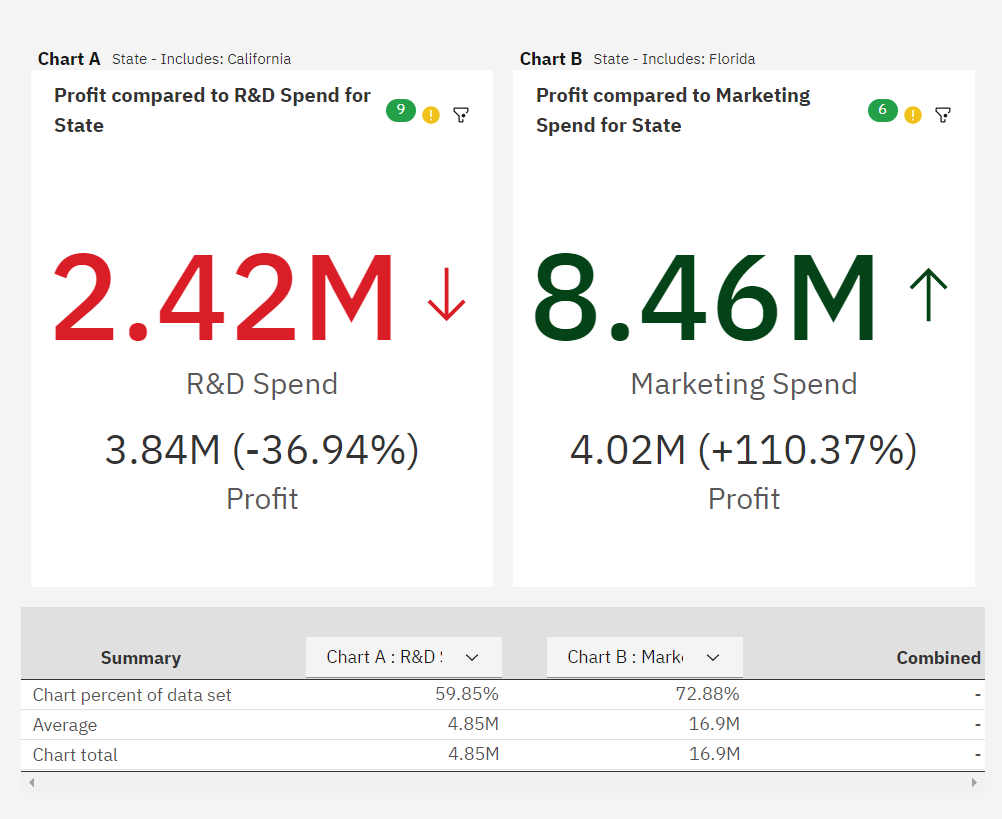 Chart A State - Includes: California
Chart B State - Includes: Florida
Profit compared to R&D Spend for
State
9
!
2.42M
R&D Spend
3.84M (-36.94%)
Profit
Profit compared to Marketing
Spend for State
6
!
8.46M
Marketing Spend
4.02M (+110.37%)
Profit
Summary Chart A : R&D Chart B : Mark Combined
Chart percent of data set 59.85% 72.88% -
Average 4.85M 16.9M -
Chart total 4.85M 16.9M -